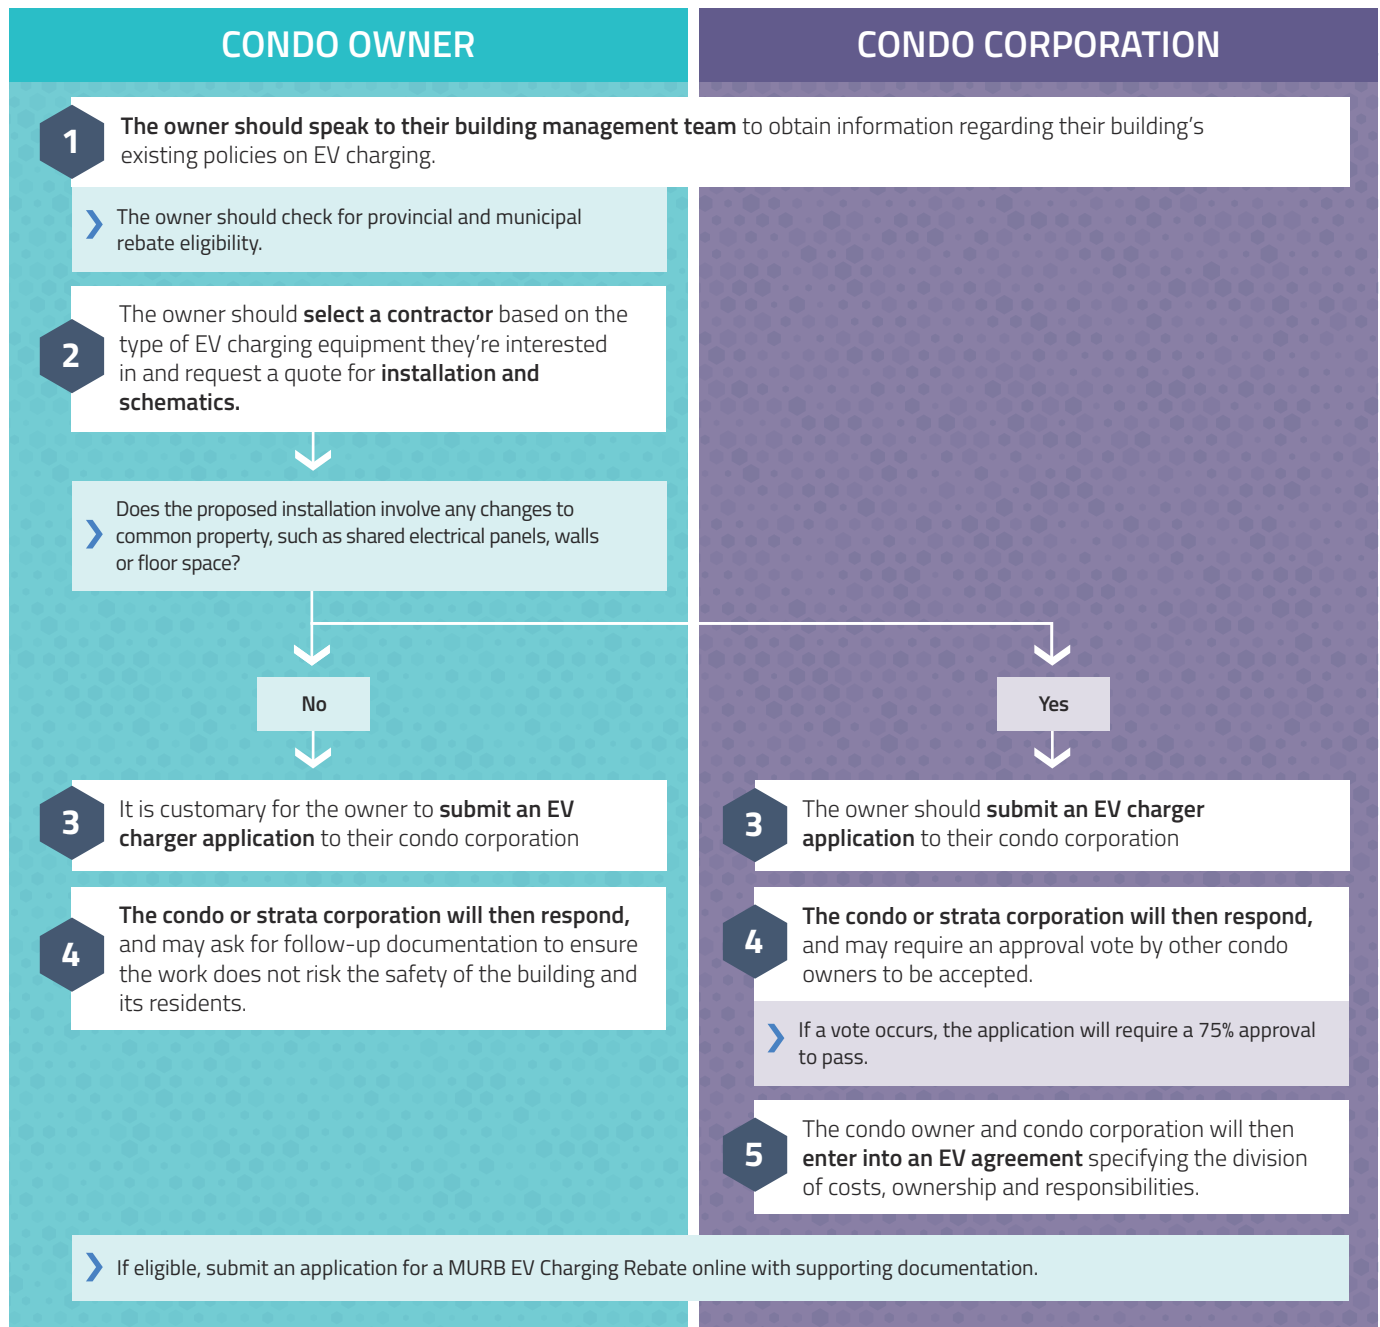 CONDO OWNER
CONDO CORPORATION
1
The owner should speak to their building management team to obtain information regarding their building's
existing policies on EV charging.
The owner should check for provincial and municipal
rebate eligibility.
2
The owner should select a contractor based on the
type of EV charging equipment they're interested
in and request a quote for installation and
schematics.
Does the proposed installation involve any changes to
common property, such as shared electrical panels, walls
or floor space?
No
Yes
3
It is customary for the owner to submit an EV
charger application to their condo corporation
4
The condo or strata corporation will then respond,
and may ask for follow-up documentation to ensure
the work does not risk the safety of the building and
its residents.
3
The owner should submit an EV charger
application to their condo corporation
4
The condo or strata corporation will then respond,
and may require an approval vote by other condo
owners to be accepted.
If a vote occurs, the application will require a 75% approval
to pass.
5
The condo owner and condo corporation will then
enter into an EV agreement specifying the division
of costs, ownership and responsibilities.
If eligible, submit an application for a MURB EV Charging Rebate online with supporting documentation.